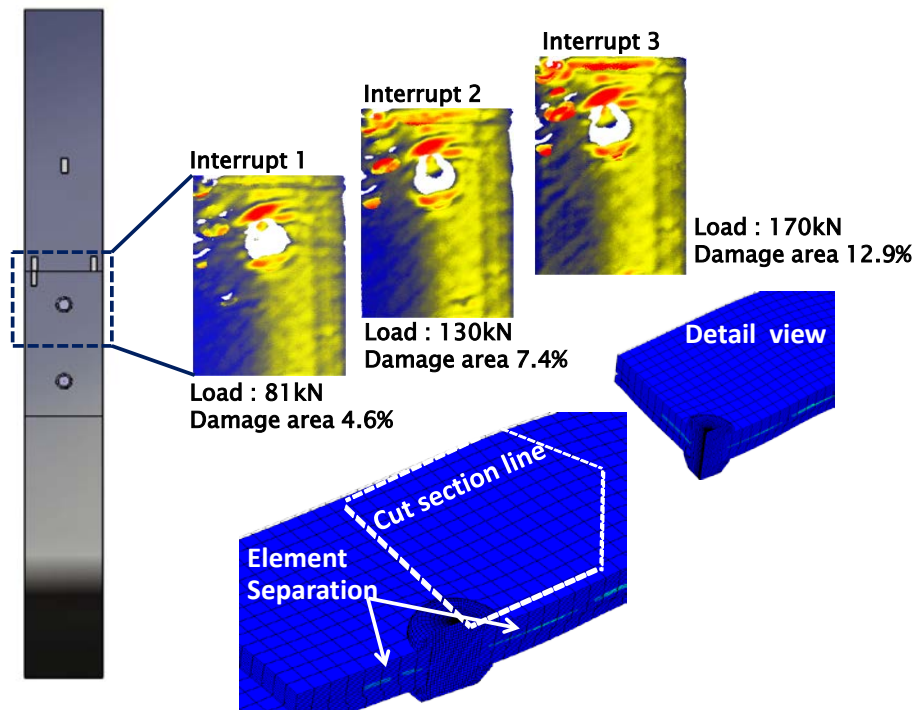 Interrupt 3
Interrupt 2
Interrupt 1
Load : 170kN
Damage area 12.9%
Load : 130kN
Damage area 7.4%
Load : 81kN
Damage area 4.6%
Detail  view
Cut section line
Element
Separation